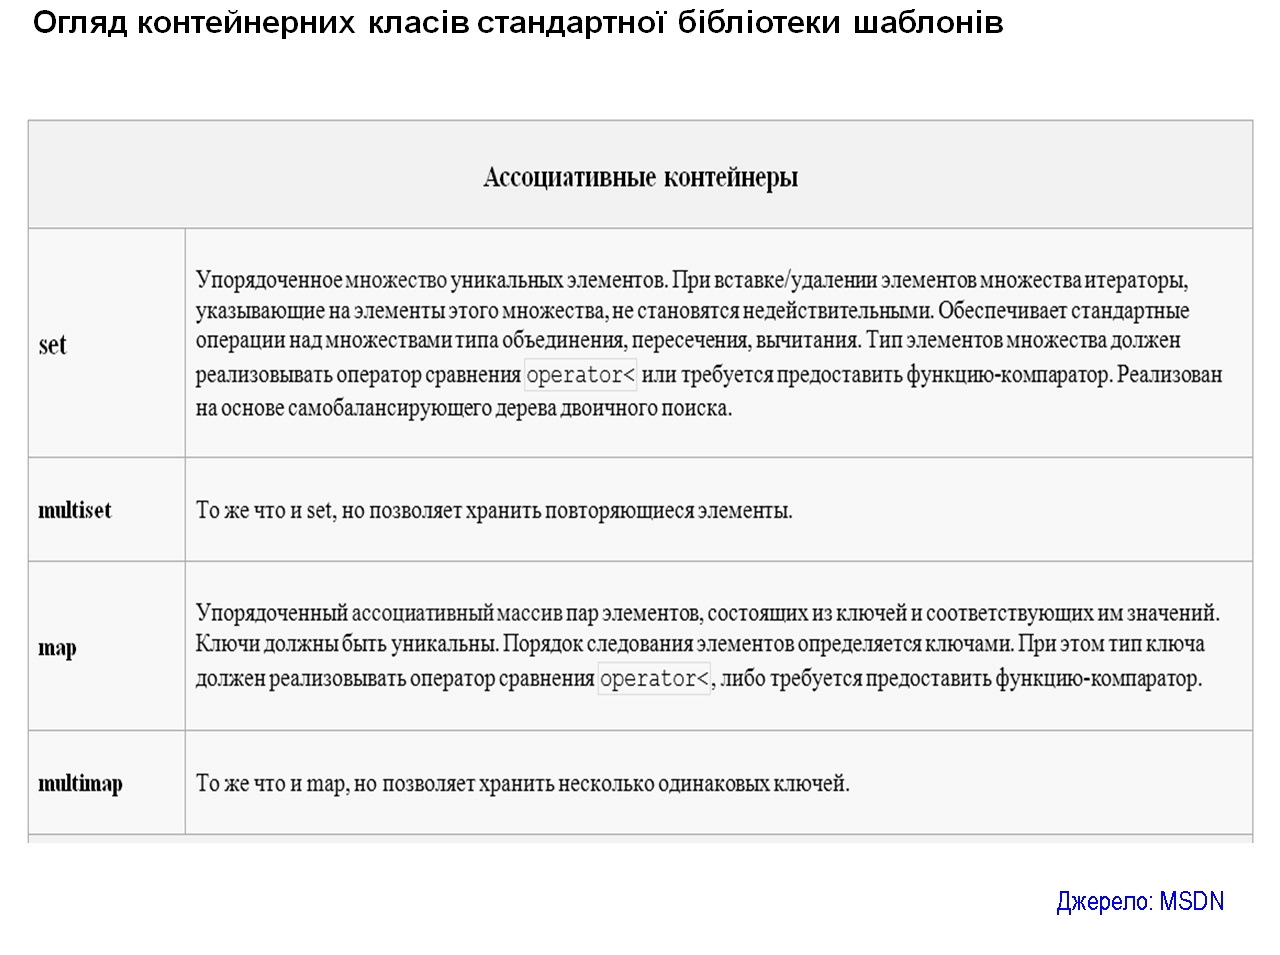 Огляд контейнерних класів стандартної бібліотеки шаблонів
Ассоциативные контейнеры
set
Упорядоченное множество уникальных элементов. При вставке/удалении элементов множества итераторы,
указывающие на элементы этого множества, не становятся недействительными. Обеспечивает стандартные
операции над множествами типа объединения, пересечения, вычитания. Тип элементов множества должен
реализовывать оператор сравнения operator< или требуется предоставить функцию-компаратор. Реализован
на основе самобалансирующего дерева двоичного поиска.
multiset
То же что и set, но позволяет хранить повторяющиеся элементы.
map
Упорядоченный ассоциативный массив пар элементов, состоящих из ключей и соответствующих им значений.
Ключи должны быть уникальны. Порядок следования элементов определяется ключами. При этом тип ключа
должен реализовывать оператор сравнения operator<, либо требуется предоставить функцию-компаратор.
multimap
То же что и map, но позволяет хранить несколько одинаковых ключей.
Джерело: MSDN